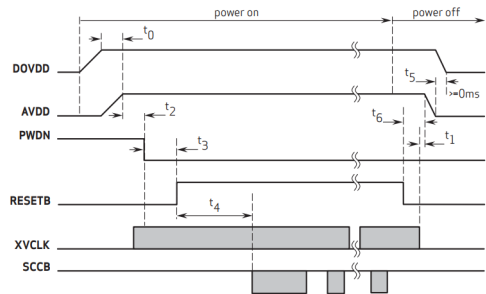 power on power off
t0
DOVDD
t5
>=0ms
AVDD
t2
t6
PWDN
t3
t1
RESETB
t4
XVCLK
SCCB